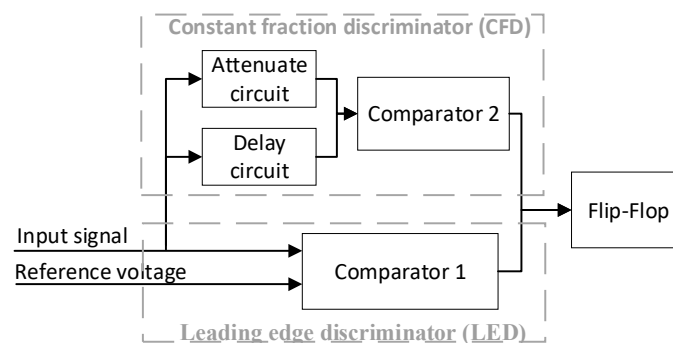 Constant fraction discriminator (CFD)
Attenuate
circuit
Comparator 2
Delay
circuit
Flip-Flop
Input signal
Reference voltage
Comparator 1
Leading edge discriminator (LED)